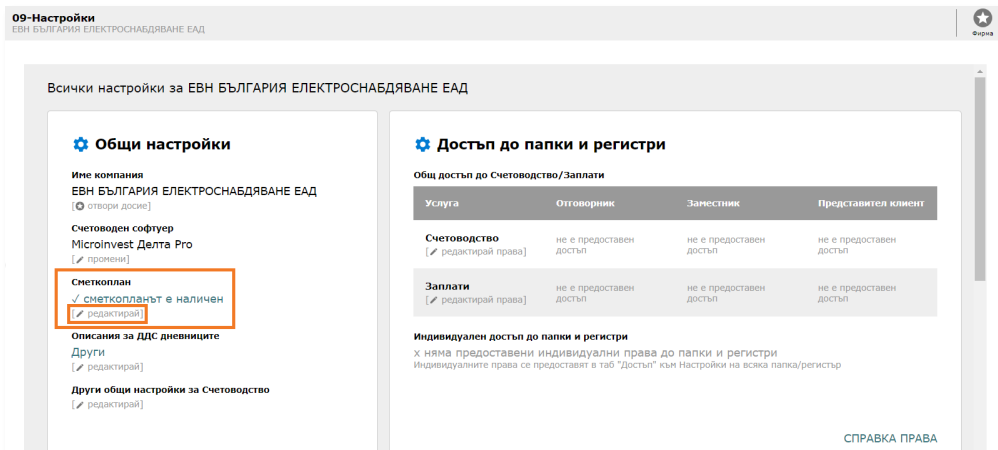 09-Настройки
ЕВН БЪЛГАРИЯ ЕЛЕКТРОСНАБДЯВАНЕ ЕАД
Фирма
Всички настройки за ЕВН БЪЛГАРИЯ ЕЛЕКТРОСНАБДЯВАНЕ ЕАД
Общи настройки
Име компания
ЕВН БЪЛГАРИЯ ЕЛЕКТРОСНАБДЯВАНЕ ЕАД
[ отвори досие]
Счетоводен софтуер
Microinvest Делта Pro
[ промени]
Сметкоплан
√ сметкопланът е наличен
[ редактирай]
Описания за ДДС дневниците
Други
[ редактирай]
Други общи настройки за Счетоводство
[ редактирай]
Достъп до папки и регистри
Общ достъп до Счетоводство/Заплати
Услуга Отговорник Заместник Представител клиент
Счетоводство
[ редактирай права]
не е предоставен достъп
не е предоставен достъп
не е предоставен достъп
Заплати
[ редактирай права]
не е предоставен достъп
не е предоставен достъп
не е предоставен достъп
Индивидуален достъп до папки и регистри
x няма предоставени индивидуални права до папки и регистри
Индивидуалните права се предоставят в таб "Достъп" към Настройки на всяка папка/регистър
СПРАВКА ПРАВА